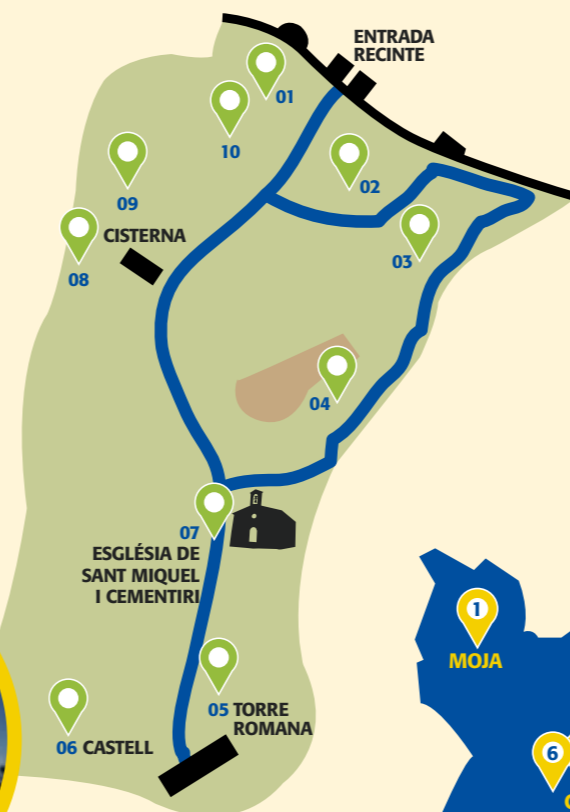 ENTRADA
RECINTE
01
10
02
09
CISTERNA
08
03
04
07
ESGLÉSIA DE
SANT MIQUEL
I CEMENTIRI
05 TORRE
ROMANA
06 CASTELL
1
MOJA
6